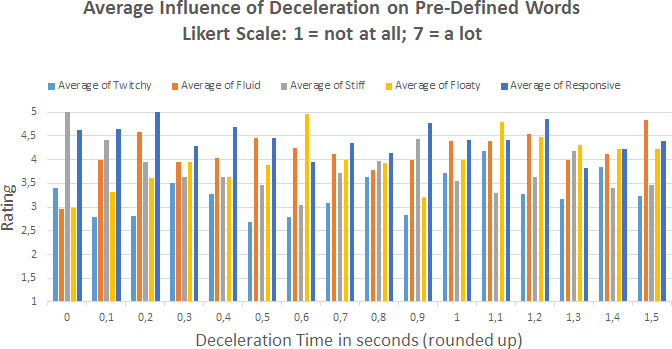 Average Influence of Deceleration on Pre-Defined Words
Likert Scale: 1 = not at all; 7 = a lot
Average of Twitchy Average of Fluid Average of Stiff Average of Floaty Average of Responsive
5
4,5
4
3,5
3
2,5
2
1,5
1
Rating
0 0,1 0,2 0,3 0,4 0,5 0,6 0,7 0,8 0,9 1 1,1 1,2 1,3 1,4 1,5
Deceleration Time in seconds (rounded up)